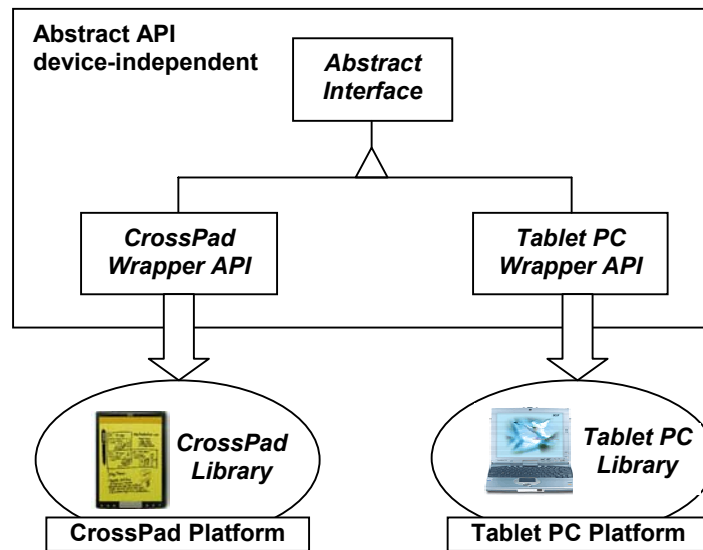 Abstract API
device-independent
Abstract
Interface
CrossPad
Wrapper API
Tablet PC
Wrapper API
CrossPad
Library
Tablet PC
Library
CrossPad Platform
Tablet PC Platform